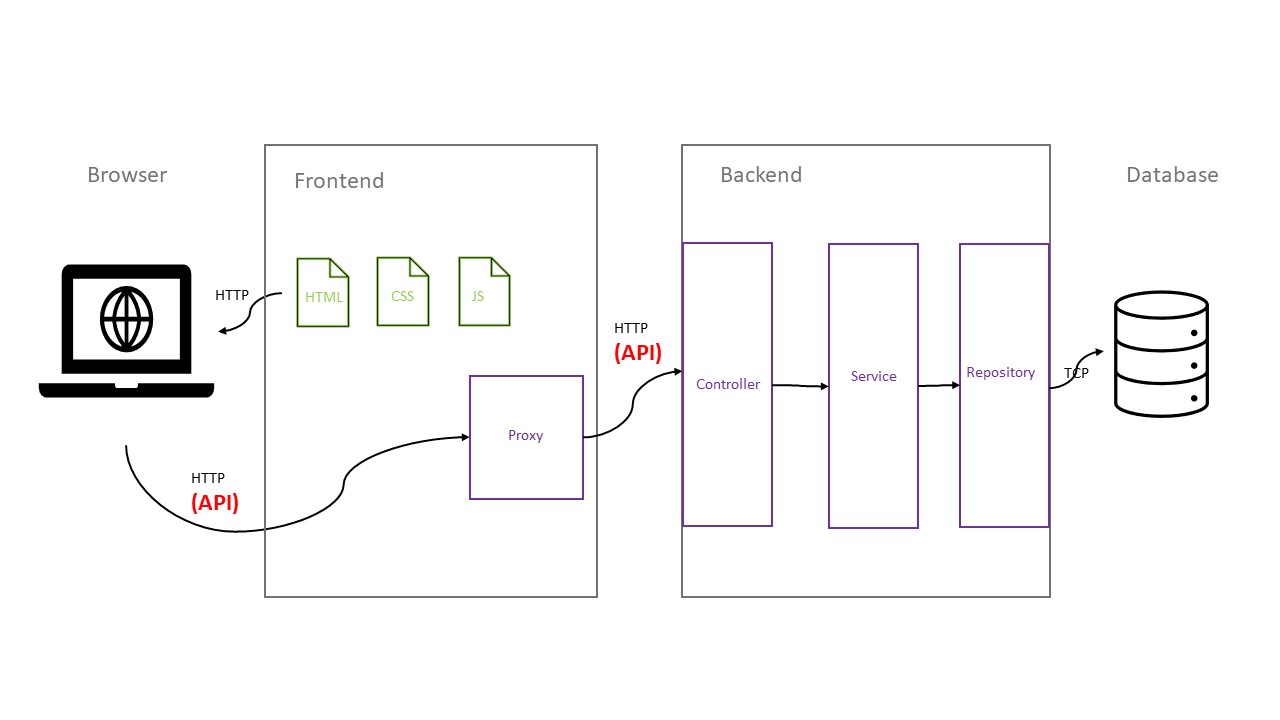 Browser
Frontend
Backend
Database
HTTP
HTML
CSS
JS
HTTP
(API)
Controller
Service
Repository
TCP
Proxy
HTTP
(API)